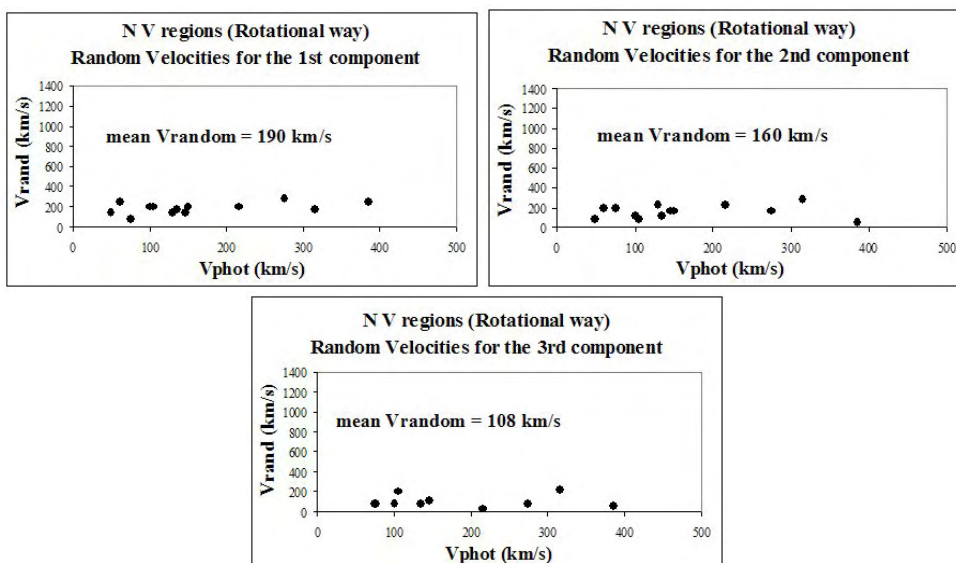 N V regions (Rotational way)
Random Velocities for the 1st component
1400
1200
1000
800
600
400
200
0
Vrand (km/s)
mean Vrandom = 190 km/s
0 100 200 300 400 500
Vphot (km/s)
N V regions (Rotational way)
Random Velocities for the 2nd component
1400
1200
1000
800
600
400
200
0
Vrand (km/s)
mean Vrandom = 160 km/s
0 100 200 300 400 500
Vphot (km/s)
N V regions (Rotational way)
Random Velocities for the 3rd component
1400
1200
1000
800
600
400
200
0
Vrand (km/s)
mean Vrandom = 108 km/s
0 100 200 300 400 500
Vphot (km/s)